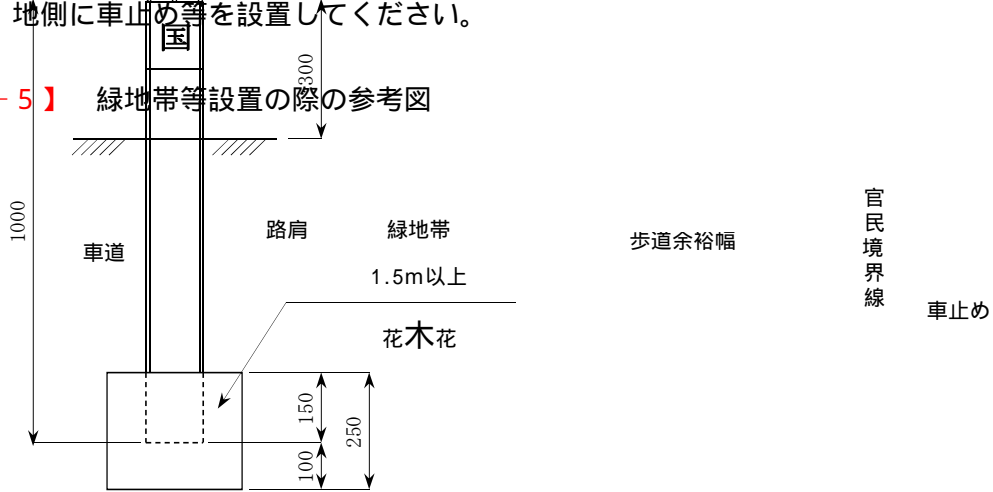 地側に車止め等を設置してください。
国
300
－５】　緑地帯等設置の際の参考図
1000
官民境界線
路肩
緑地帯
歩道余裕幅
車道
1.5m以上
車止め
花木花
150
250
100